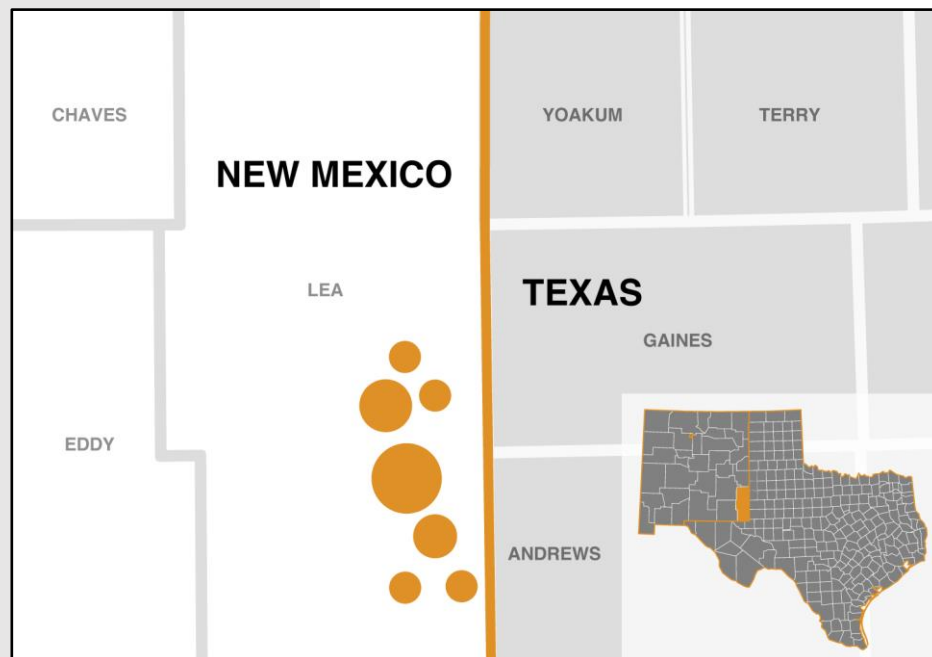 CHAVES
YOAKUM
TERRY
NEW MEXICO
LEA
TEXAS
GAINES
EDDY
ANDREWS